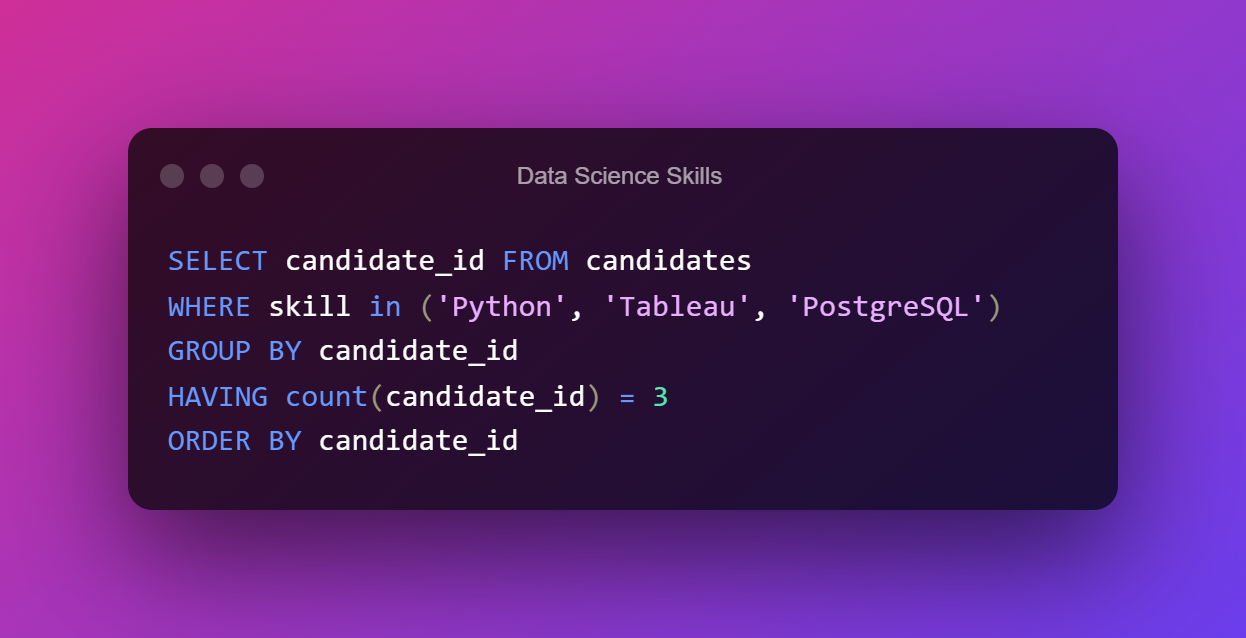 Data Science Skills
SELECT candidate_id FROM candidates
WHERE skill in ('Python', 'Tableau', 'PostgreSQL')
GROUP BY candidate_id
HAVING count(candidate_id) = 3
ORDER BY candidate_id